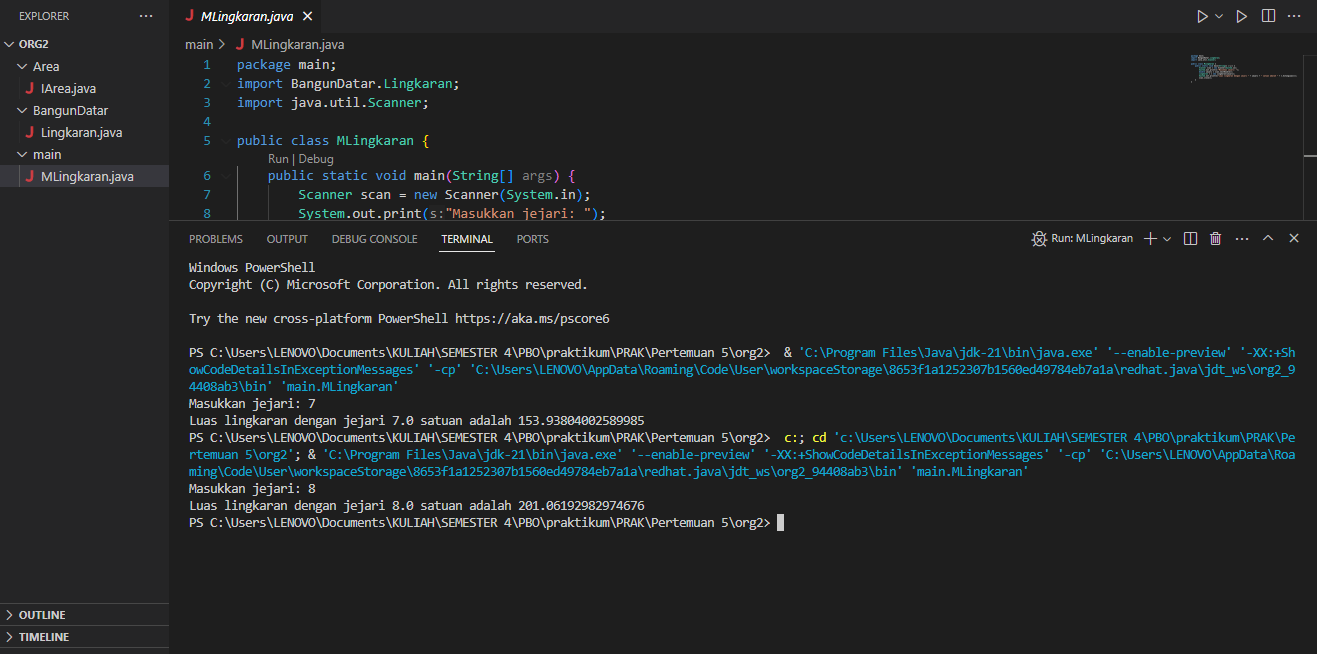 EXPLORER
ORG2
Area
IArea.java
BangunDatar
Lingkaran.java
main
MLingkaran.java
OUTLINE
TIMELINE
MLingkaran.java
main > MLingkaran.java
1 package main;
2 import BangunDatar.Lingkaran;
3 import java.util.Scanner;
4
5 public class MLingkaran {
Run | Debug
6 public static void main(String[] args) {
7 Scanner scan = new Scanner(System.in);
8 System.out.print(s:"Masukkan jejari: ");
PROBLEMS OUTPUT DEBUG CONSOLE TERMINAL PORTS
Run: MLingkaran
Windows PowerShell
Copyright (C) Microsoft Corporation. All rights reserved.
Try the new cross-platform PowerShell https://aka.ms/pscore6
PS C:\Users\LENOVO\Documents\KULIAH\SEMESTER 4\PBO\praktikum\PRAK\Pertemuan 5\org2>  & 'C:\Program Files\Java\jdk-21\bin\java.exe' '--enable-preview' '-XX:+Sh
owCodeDetailsInExceptionMessages' '-cp' 'C:\Users\LENOVO\AppData\Roaming\Code\User\workspaceStorage\8653f1a1252307b1560ed49784eb7a1a\redhat.java\jdt_ws\org2_9
4408ab3\bin' 'main.MLingkaran'
Masukkan jejari: 7
Luas lingkaran dengan jejari 7.0 satuan adalah 153.93804002589985
PS C:\Users\LENOVO\Documents\KULIAH\SEMESTER 4\PBO\praktikum\PRAK\Pertemuan 5\org2>  c:; cd 'c:\Users\LENOVO\Documents\KULIAH\SEMESTER 4\PBO\praktikum\PRAK\Pe
rtemuan 5\org2'; & 'C:\Program Files\Java\jdk-21\bin\java.exe' '--enable-preview' '-XX:+ShowCodeDetailsInExceptionMessages' '-cp' 'C:\Users\LENOVO\AppData\Roa
ming\Code\User\workspaceStorage\8653f1a1252307b1560ed49784eb7a1a\redhat.java\jdt_ws\org2_94408ab3\bin' 'main.MLingkaran'
Masukkan jejari: 8
Luas lingkaran dengan jejari 8.0 satuan adalah 201.06192982974676
PS C:\Users\LENOVO\Documents\KULIAH\SEMESTER 4\PBO\praktikum\PRAK\Pertemuan 5\org2>